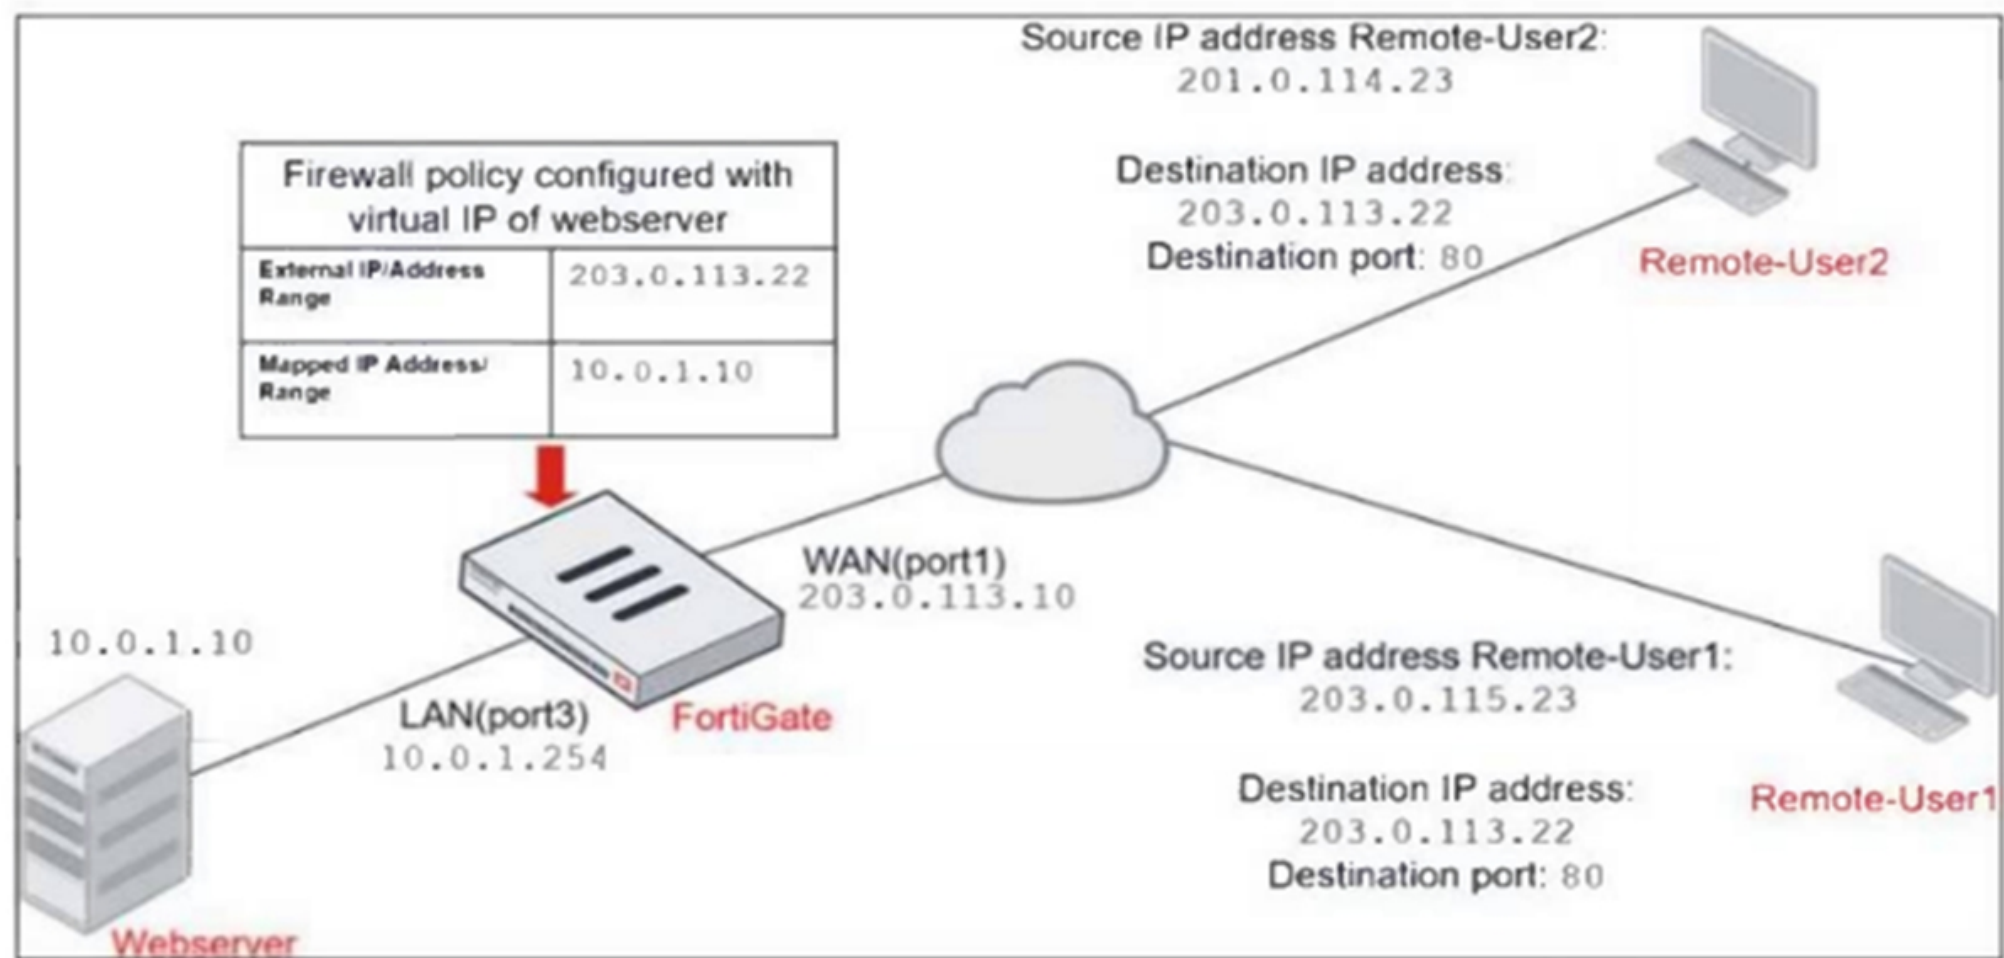 Source IP address Remote-User2:
201.0.114.23
Destination IP address:
203.0.113.22
Destination port: 80
Remote-User2
Firewall policy configured with
virtual IP of webserver
External IP/Address
Range
203.0.113.22
Mapped IP Address/
Range
10.0.1.10
WAN(port1)
203.0.113.10
10.0.1.10
LAN(port3)
10.0.1.254
FortiGate
Webserver
Source IP address Remote-User1:
203.0.115.23
Destination IP address:
203.0.113.22
Destination port: 80
Remote-User1